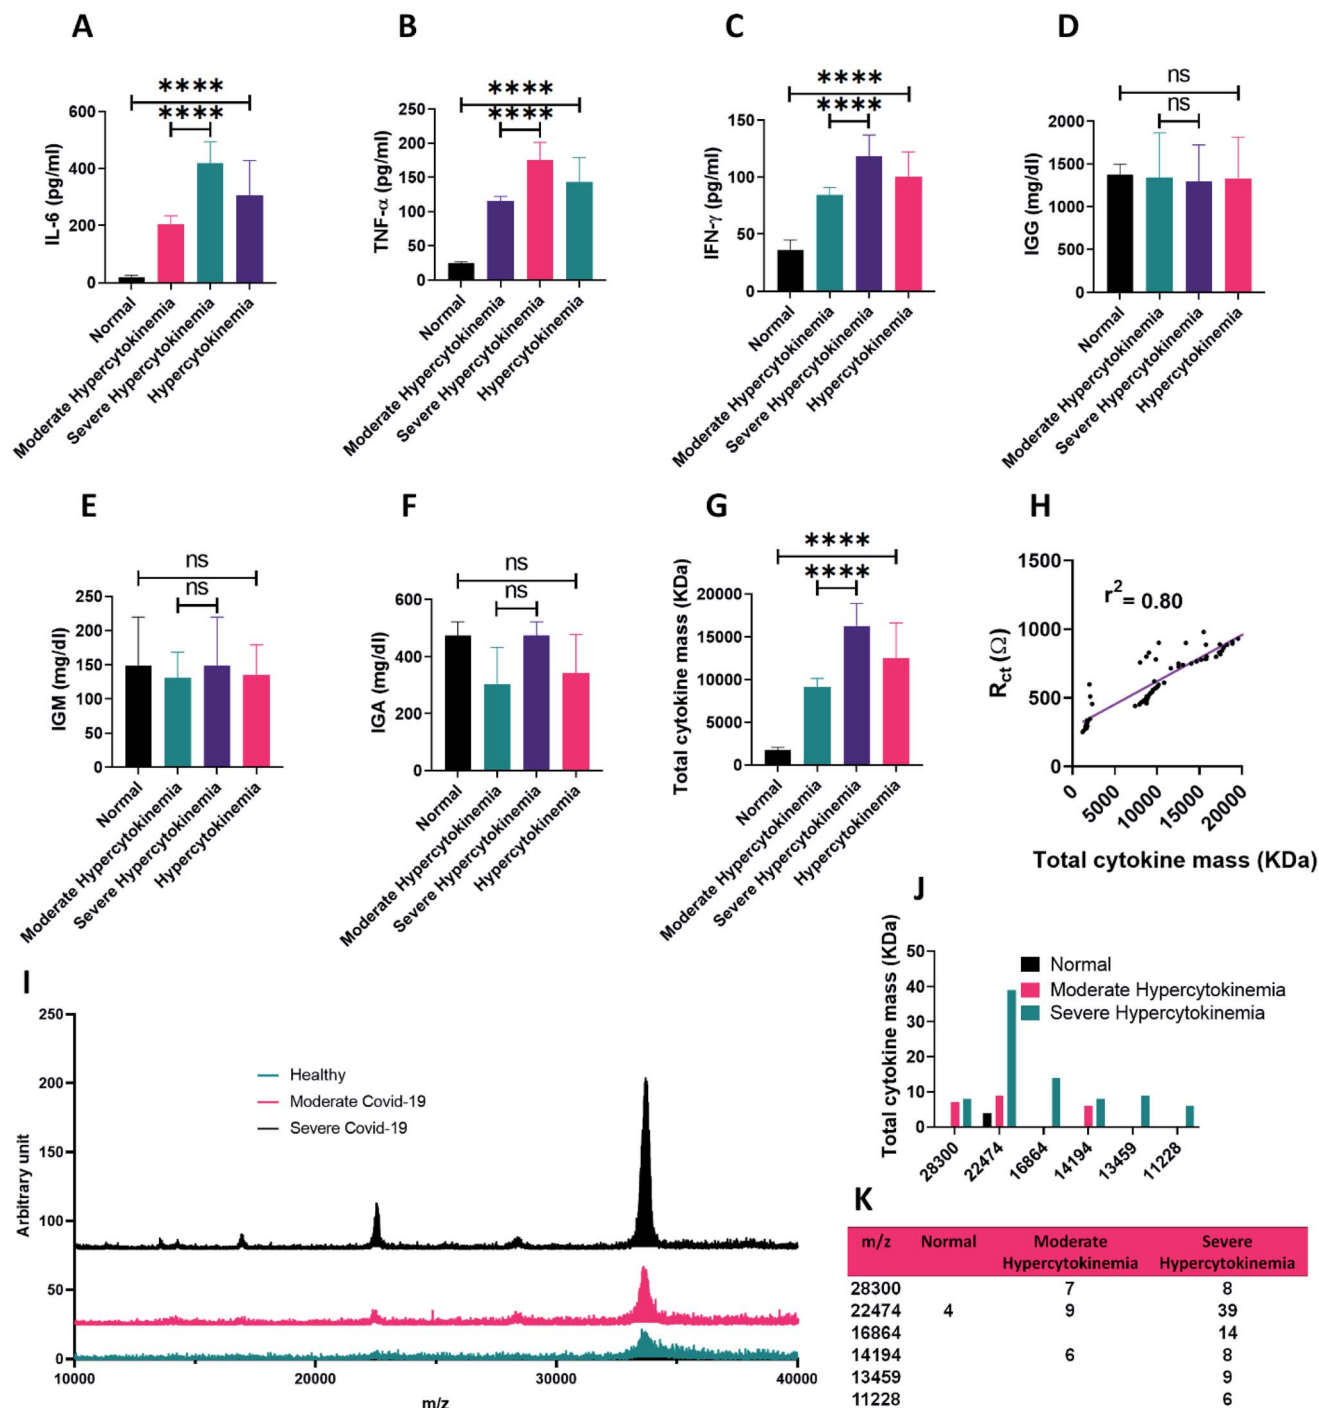 A
B
C
D
****
****
IL-6 (pg/ml)
600
400
200
0
Normal
Moderate Hypercytokinemia
Severe Hypercytokinemia
Hypercytokinemia
****
****
TNF-α (pg/ml)
250
200
150
100
50
0
Normal
Moderate Hypercytokinemia
Severe Hypercytokinemia
Hypercytokinemia
****
****
IFN-γ (pg/ml)
150
100
50
0
Normal
Moderate Hypercytokinemia
Severe Hypercytokinemia
Hypercytokinemia
ns
ns
IGG (mg/dl)
2000
1500
1000
500
0
Normal
Moderate Hypercytokinemia
Severe Hypercytokinemia
Hypercytokinemia
E
F
G
H
ns
ns
IGM (mg/dl)
250
200
150
100
50
0
Normal
Moderate Hypercytokinemia
Severe Hypercytokinemia
Hypercytokinemia
ns
ns
IGA (mg/dl)
600
400
200
0
Normal
Moderate Hypercytokinemia
Severe Hypercytokinemia
Hypercytokinemia
****
****
Total cytokine mass (KDa)
20000
15000
10000
5000
0
Normal
Moderate Hypercytokinemia
Severe Hypercytokinemia
Hypercytokinemia
r2 = 0.80
Rct (Ω)
1500
1000
500
0
0
5000
10000
15000
20000
Total cytokine mass (KDa)
I
Arbitrary unit
250
200
150
100
50
0
Healthy
Moderate Covid-19
Severe Covid-19
10000
20000
30000
40000
m/z
J
Total cytokine mass (KDa)
50
40
30
20
10
0
Normal
Moderate Hypercytokinemia
Severe Hypercytokinemia
28300
22474
16864
14194
13459
11228
K
m/z Normal Moderate Hypercytokinemia Severe Hypercytokinemia
28300 7 8
22474 4 9 39
16864 14
14194 6 8
13459 9
11228 6